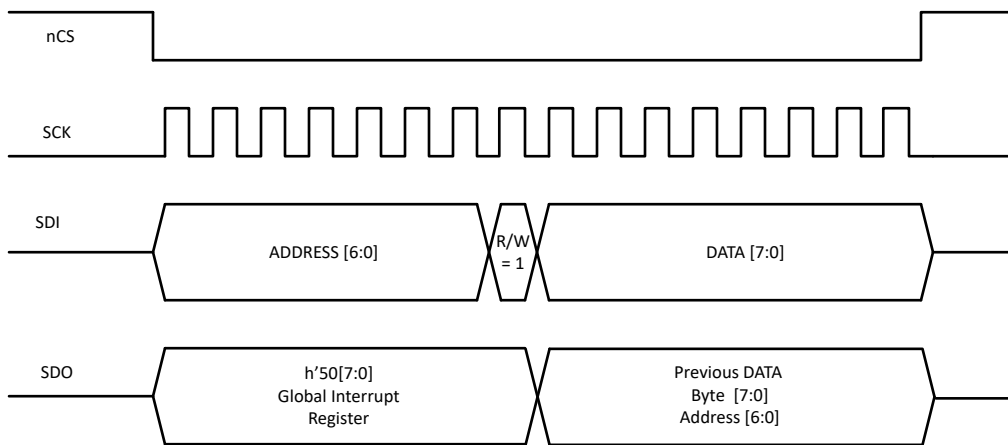 nCS
SCK
SDI
ADDRESS [6:0]
R/W
= 1
DATA [7:0]
SDO
h’50[7:0]
Global Interrupt
Register
Previous DATA
Byte [7:0]
Address [6:0]